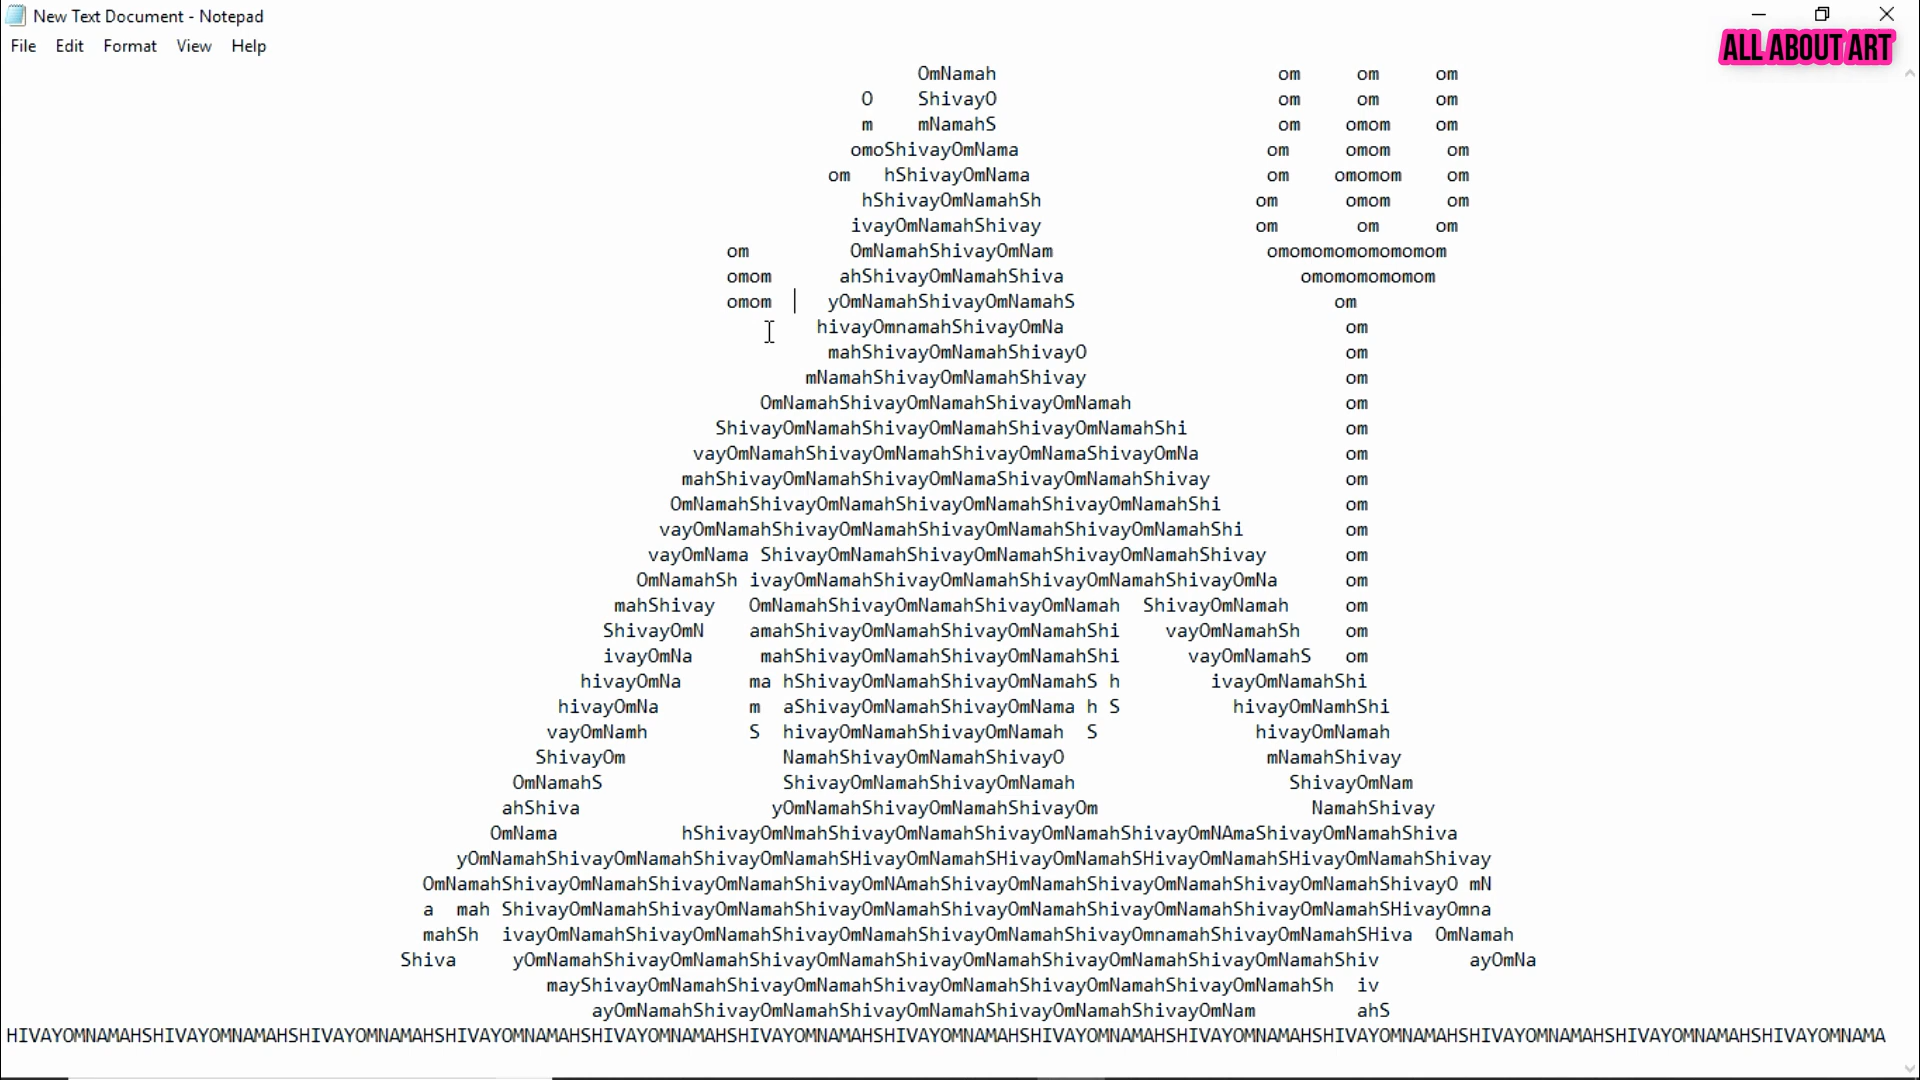 New Text Document - Notepad
File Edit Format View Help
ALL ABOUT ART
OmNamah om om om
O ShivayO om om om
m mNamahS om omom om
omoShivayOmNama om omom om
om hShivayOmNama om omomom om
hShivayOmNamahSh om omom om
ivayOmNamahShivay om om om
om OmNamahShivayOmNam omomomomomomomom
omom ahShivayOmNamahShiva omomomomomom
omom yOmNamahShivayOmNamahS om
hivayOmnamahShivayOmNa om
mahShivayOmNamahShivayO om
mNamahShivayOmNamahShivay om
OmNamahShivayOmNamahShivayOmNamah om
ShivayOmNamahShivayOmNamahShivayOmNamahShi om
vayOmNamahShivayOmNamahShivayOmNamaShivayOmNa om
mahShivayOmNamahShivayOmNamaShivayOmNamahShivay om
OmNamahShivayOmNamahShivayOmNamahShivayOmNamahShi om
vayOmNamahShivayOmNamahShivayOmNamahShivayOmNamahShi om
vayOmNama ShivayOmNamahShivayOmNamahShivayOmNamahShivay om
OmNamahSh ivayOmNamahShivayOmNamahShivayOmNamahShivayOmNa om
mahShivay OmNamahShivayOmNamahShivayOmNamah ShivayOmNamah om
ShivayOmN amahShivayOmNamahShivayOmNamahShi vayOmNamahSh om
ivayOmNa mahShivayOmNamahShivayOmNamahShi vayOmNamahS om
hivayOmNa ma hShivayOmNamahShivayOmNamahS h ivayOmNamahShi
hivayOmNa m aShivayOmNamahShivayOmNama h S hivayOmNamhShi
vayOmNamh S hivayOmNamahShivayOmNamah S hivayOmNamah
ShivayOm NamahShivayOmNamahShivayO mNamahShivay
OmNamahS ShivayOmNamahShivayOmNamah ShivayOmNam
ahShiva yOmNamahShivayOmNamahShivayOm NamahShivay
OmNama hShivayOmNmahShivayOmNamahShivayOmNamahShivayOmNAmaShivayOmNamahShiva
yOmNamahShivayOmNamahShivayOmNamahSHivayOmNamahSHivayOmNamahSHivayOmNamahSHivayOmNamahShivay
OmNamahShivayOmNamahShivayOmNamahShivayOmNAmahShivayOmNamahShivayOmNamahShivayOmNamahShivayO mN
a mah ShivayOmNamahShivayOmNamahShivayOmNamahShivayOmNamahShivayOmNamahShivayOmNamahSHivayOmna
mahSh ivayOmNamahShivayOmNamahShivayOmNamahShivayOmnamahShivayOmNamahSHiva OmNamah
Shiva yOmNamahShivayOmNamahShivayOmNamahShivayOmNamahShivayOmNamahShiv ayOmNa
mayShivayOmNamahShivayOmNamahShivayOmNamahShivayOmNamahSh iv
ayOmNamahShivayOmNamahShivayOmNamahShivayOmNam ahS
HIVAYOMNAMAHSHIVAYOMNAMAHSHIVAYOMNAMAHSHIVAYOMNAMAHSHIVAYOMNAMAHSHIVAYOMNAMAHSHIVAYOMNAMAHSHIVAYOMNAMAHSHIVAYOMNAMAHSHIVAYOMNAMAHSHIVAYOMNAMAHSHIVAYOMNAMA